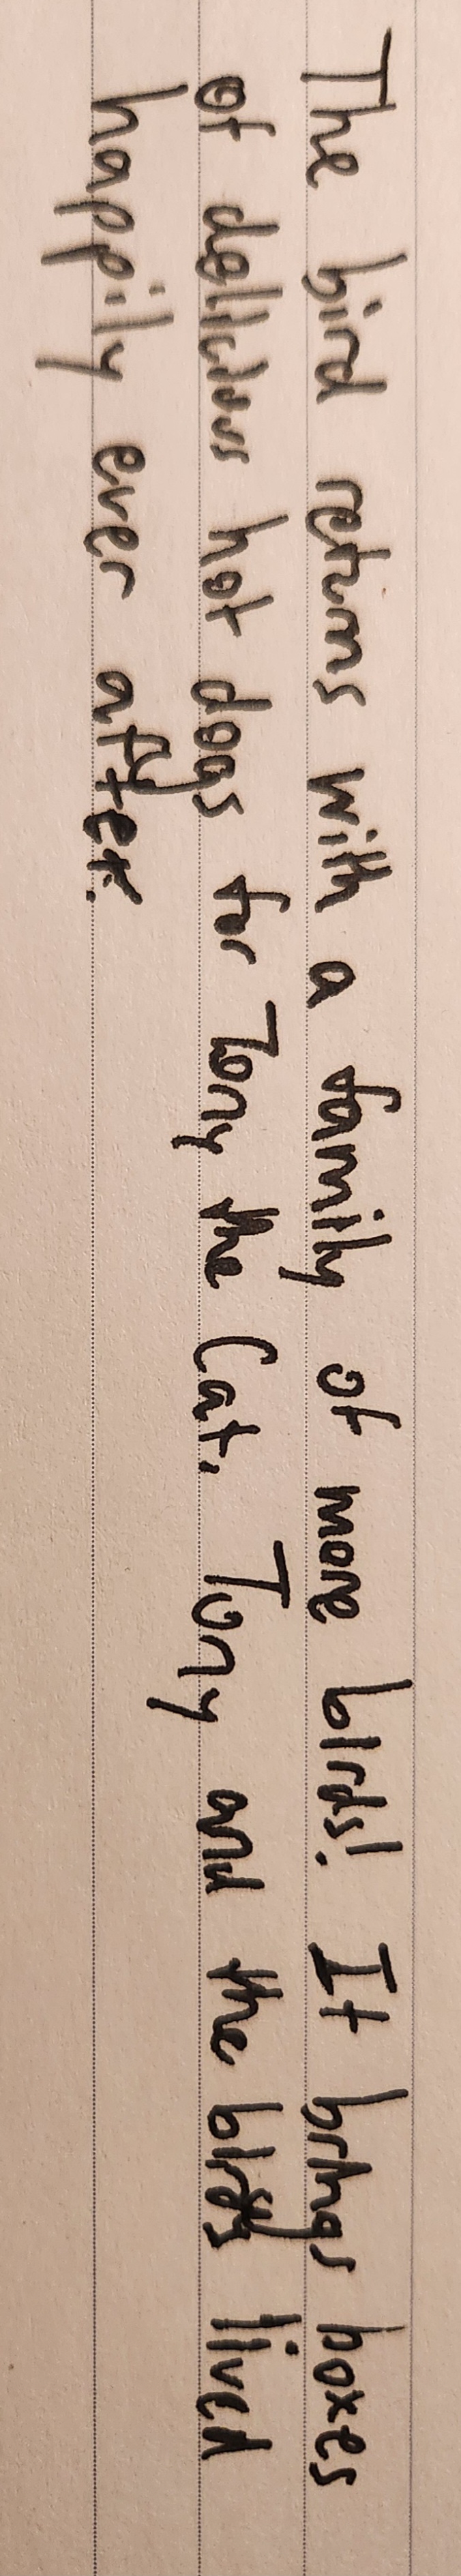 The bird returns with a family of more birds! It brings boxes
of delicious hot dogs for Tony the Cat. Tony and the birds lived
happily ever after.